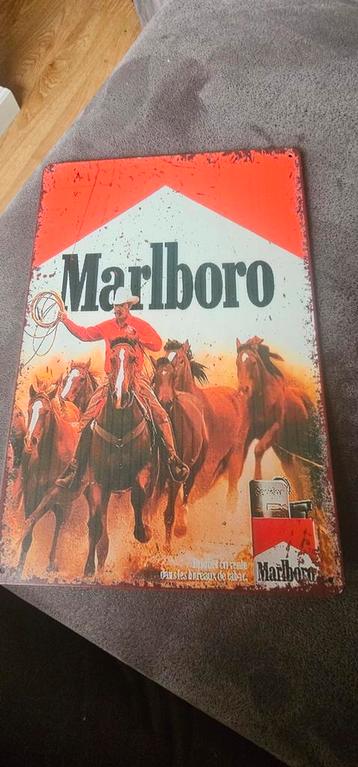 Marlboro
en vente
dans les bureaux de tabac.
Marlboro